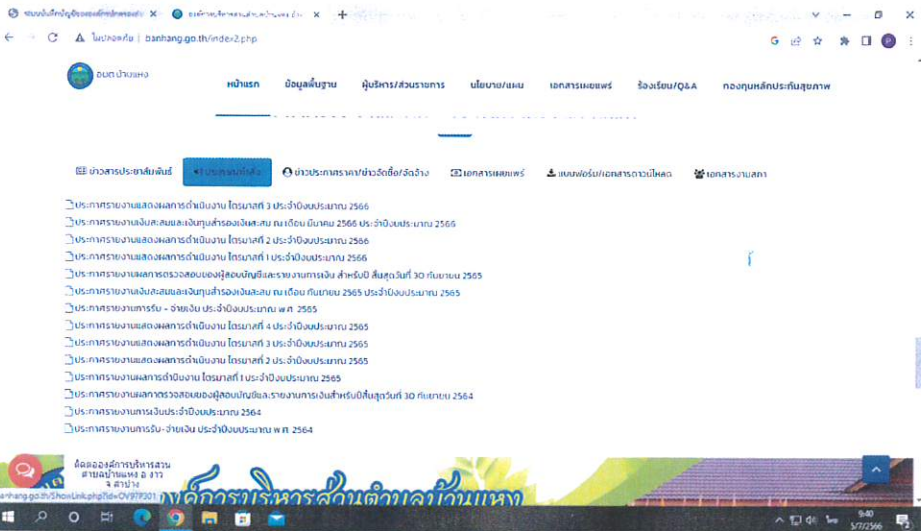 ไม่ปลอดภัย | banhang.go.th/index2.php
อบต.บ้านแหง
หน้าแรก ข้อมูลพื้นฐาน ผู้บริหาร/ส่วนราชการ นโยบาย/แผน เอกสารเผยแพร่ ร้องเรียน/Q&A กองทุนหลักประกันสุขภาพ
ข่าวสารประชาสัมพันธ์ ข่าวประกาศราคา/ข่าวจัดซื้อ/จัดจ้าง เอกสารเผยแพร่ แบบฟอร์ม/เอกสารดาวน์โหลด เอกสารงานสภา
ประกาศรายงานแสดงผลการดำเนินงาน ไตรมาสที่ 3 ประจำปีงบประมาณ 2566
ประกาศรายงานเงินสะสมและเงินทุนสำรองเงินสะสม ณ เดือน มีนาคม 2566 ประจำปีงบประมาณ 2566
ประกาศรายงานแสดงผลการดำเนินงาน ไตรมาสที่ 2 ประจำปีงบประมาณ 2566
ประกาศรายงานแสดงผลการดำเนินงาน ไตรมาสที่ 1 ประจำปีงบประมาณ 2566
ประกาศรายงานผลการตรวจสอบของผู้สอบบัญชีและรายงานการเงิน สำหรับปี สิ้นสุดวันที่ 30 กันยายน 2565
ประกาศรายงานเงินสะสมและเงินทุนสำรองเงินสะสม ณ เดือน กันยายน 2565 ประจำปีงบประมาณ 2565
ประกาศรายงานการรับ - จ่ายเงิน ประจำปีงบประมาณ พ.ศ. 2565
ประกาศรายงานแสดงผลการดำเนินงาน ไตรมาสที่ 4 ประจำปีงบประมาณ 2565
ประกาศรายงานแสดงผลการดำเนินงาน ไตรมาสที่ 3 ประจำปีงบประมาณ 2565
ประกาศรายงานแสดงผลการดำเนินงาน ไตรมาสที่ 2 ประจำปีงบประมาณ 2565
ประกาศรายงานผลการดำเนินงาน ไตรมาสที่ 1 ประจำปีงบประมาณ 2565
ประกาศรายงานผลการตรวจสอบของผู้สอบบัญชีและรายงานการเงินสำหรับปีสิ้นสุดวันที่ 30 กันยายน 2564
ประกาศรายงานการเงินประจำปีงบประมาณ 2564
ประกาศรายงานการรับ-จ่ายเงิน ประจำปีงบประมาณ พ.ศ. 2564
ติดต่อองค์การบริหารส่วน
ตำบลบ้านแหง อ.งาว
จ.ลำปาง
องค์การบริหารส่วนตำบลบ้านแหง
9:40
5/7/2566